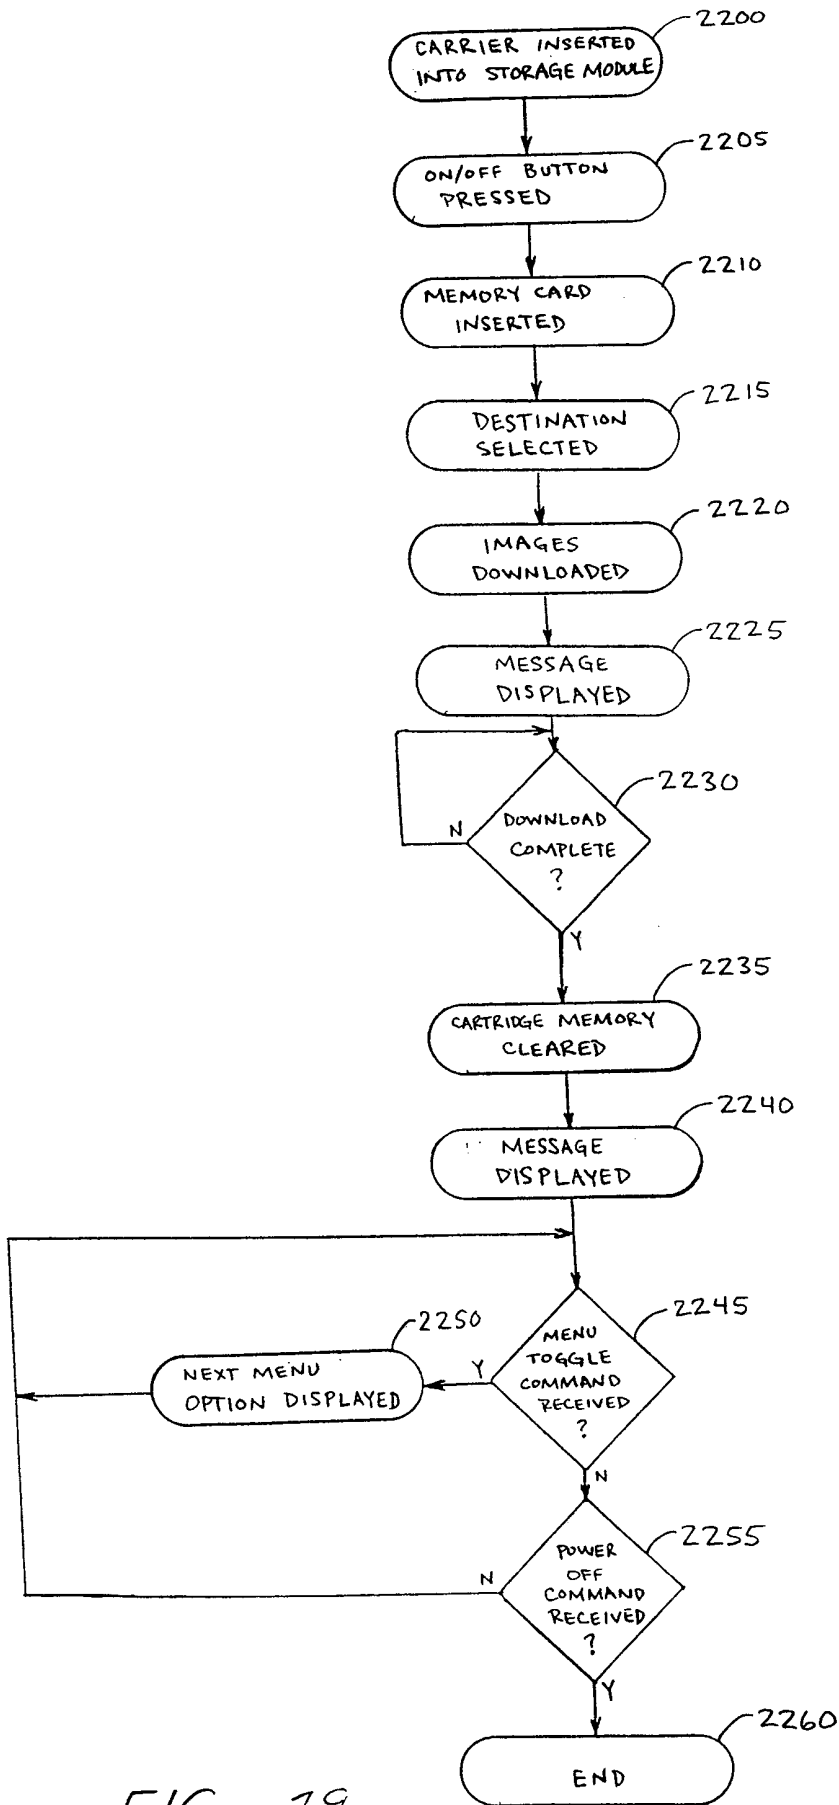 2200
CARRIER INSERTED
INTO STORAGE MODULE
2205
ON/OFF BUTTON
PRESSED
2210
MEMORY CARD
INSERTED
2215
DESTINATION
SELECTED
2220
IMAGES
DOWNLOADED
2225
MESSAGE
DISPLAYED
2230
DOWNLOAD
COMPLETE
?
N
Y
2235
CARTRIDGE MEMORY
CLEARED
2240
MESSAGE
DISPLAYED
2245
MENU
TOGGLE
COMMAND
RECEIVED
?
Y
2250
NEXT MENU
OPTION DISPLAYED
N
2255
POWER
OFF
COMMAND
RECEIVED
?
N
Y
2260
END